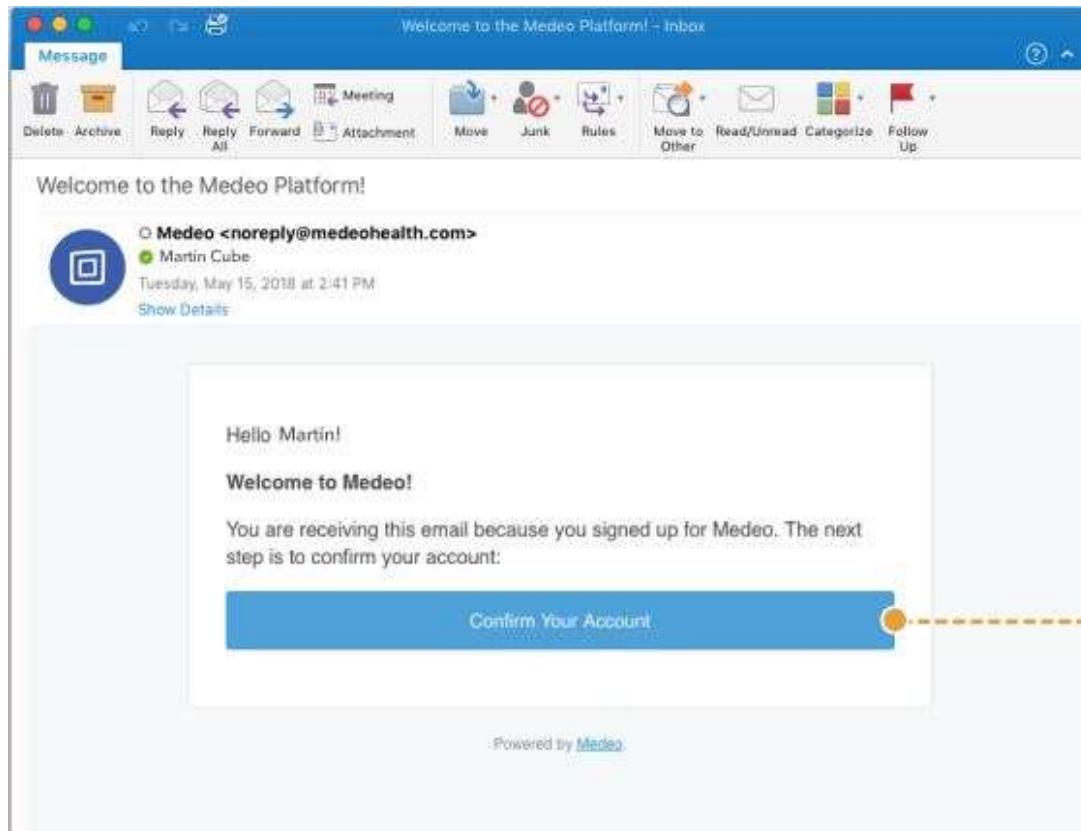 Welcome to the Medeo Platform! - Inbox
Message
Delete Archive Reply Reply All Forward Meeting Attachment Move Junk Rules Move to Other Read/Unread Categorize Follow Up
Welcome to the Medeo Platform!
Medeo <noreply@medeohealth.com>
Martin Cube
Tuesday, May 15, 2018 at 2:41 PM
Show Details
Hello Martin!
Welcome to Medeo!
You are receiving this email because you signed up for Medeo. The next
step is to confirm your account:
Confirm Your Account
Powered by Medeo